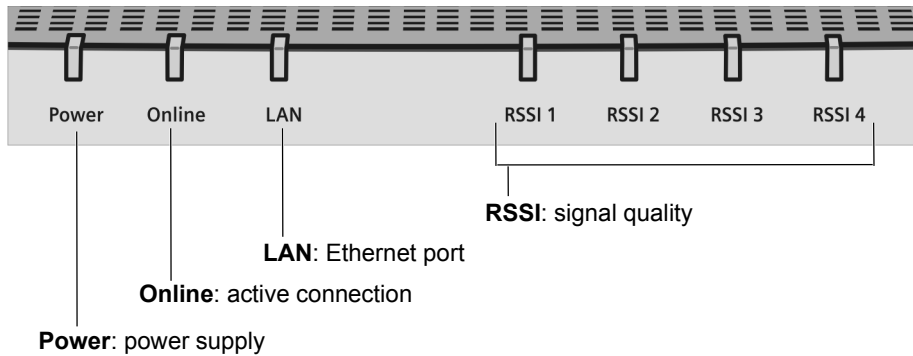 Power Online LAN RSSI 1 RSSI 2 RSSI 3 RSSI 4
RSSI: signal quality
LAN: Ethernet port
Online: active connection
Power: power supply